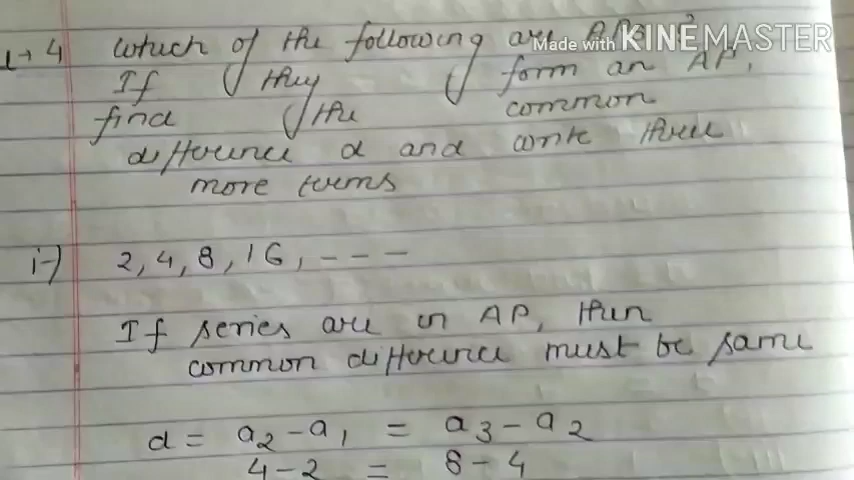 4 Which of the following are APs ?
Made with KINEMASTER
If they form an AP,
find the common
difference d and write three
more terms
i-) 2, 4, 8, 16, - - -
If series are in AP, then
common difference must be same
d = a2 - a1 = a3 - a2
4 - 2 = 8 - 4